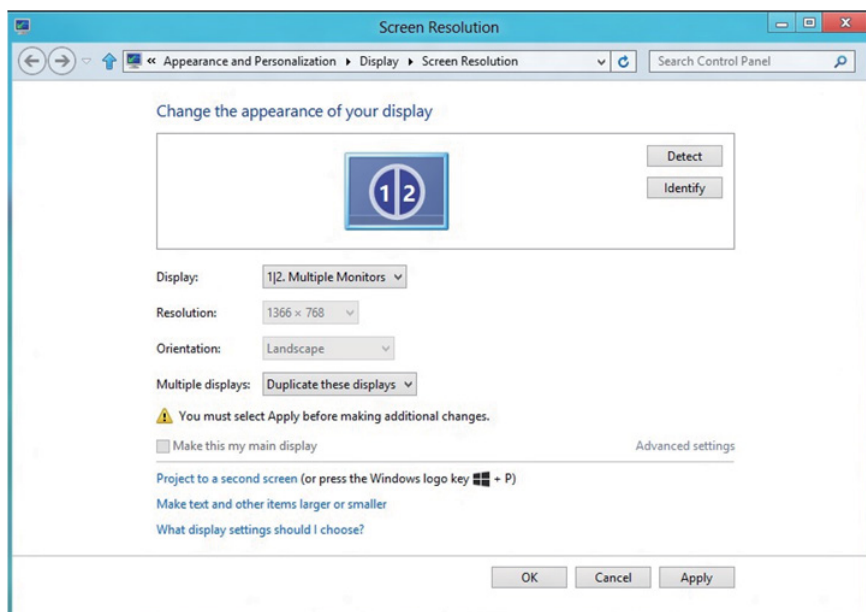 Screen Resolution
« Appearance and Personalization Display Screen Resolution Search Control Panel
Change the appearance of your display
1 2
Detect
Identify
Display: 1|2. Multiple Monitors
Resolution: 1366 × 768
Orientation: Landscape
Multiple displays: Duplicate these displays
You must select Apply before making additional changes.
Make this my main display Advanced settings
Project to a second screen (or press the Windows logo key + P)
Make text and other items larger or smaller
What display settings should I choose?
OK Cancel Apply